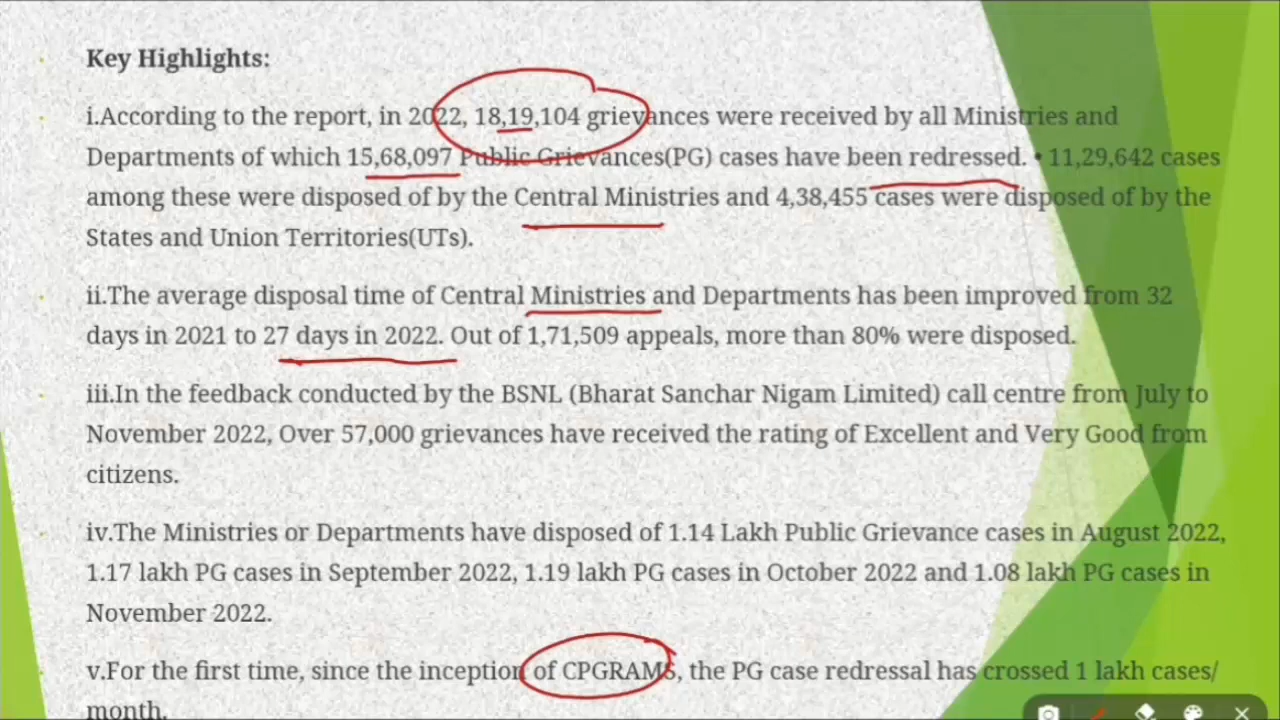 Key Highlights:
i.According to the report, in 2022, 18,19,104 grievances were received by all Ministries and
Departments of which 15,68,097 Public Grievances(PG) cases have been redressed. • 11,29,642 cases
among these were disposed of by the Central Ministries and 4,38,455 cases were disposed of by the
States and Union Territories(UTs).
ii.The average disposal time of Central Ministries and Departments has been improved from 32
days in 2021 to 27 days in 2022. Out of 1,71,509 appeals, more than 80% were disposed.
iii.In the feedback conducted by the BSNL (Bharat Sanchar Nigam Limited) call centre from July to
November 2022, Over 57,000 grievances have received the rating of Excellent and Very Good from
citizens.
iv.The Ministries or Departments have disposed of 1.14 Lakh Public Grievance cases in August 2022,
1.17 lakh PG cases in September 2022, 1.19 lakh PG cases in October 2022 and 1.08 lakh PG cases in
November 2022.
v.For the first time, since the inception of CPGRAMS, the PG case redressal has crossed 1 lakh cases/
month.